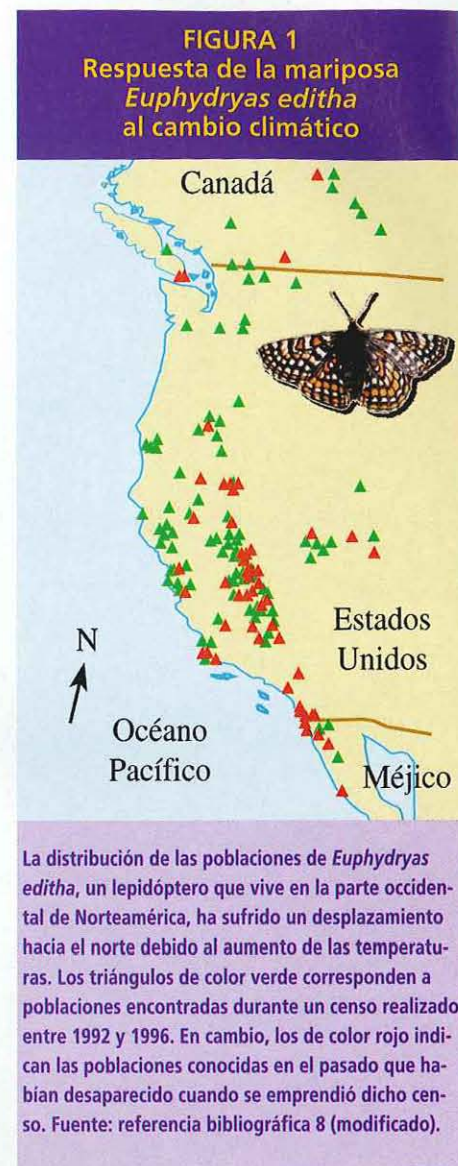 FIGURA 1
Respuesta de la mariposa
Euphydryas editha
al cambio climático
Canadá
Estados
Unidos
N
Océano
Pacífico
Méjico
La distribución de las poblaciones de Euphydryas
editha, un lepidóptero que vive en la parte occiden-
tal de Norteamérica, ha sufrido un desplazamiento
hacia el norte debido al aumento de las temperatu-
ras. Los triángulos de color verde corresponden a
poblaciones encontradas durante un censo realizado
entre 1992 y 1996. En cambio, los de color rojo indi-
can las poblaciones conocidas en el pasado que ha-
bían desaparecido cuando se emprendió dicho cen-
so. Fuente: referencia bibliográfica 8 (modificado).